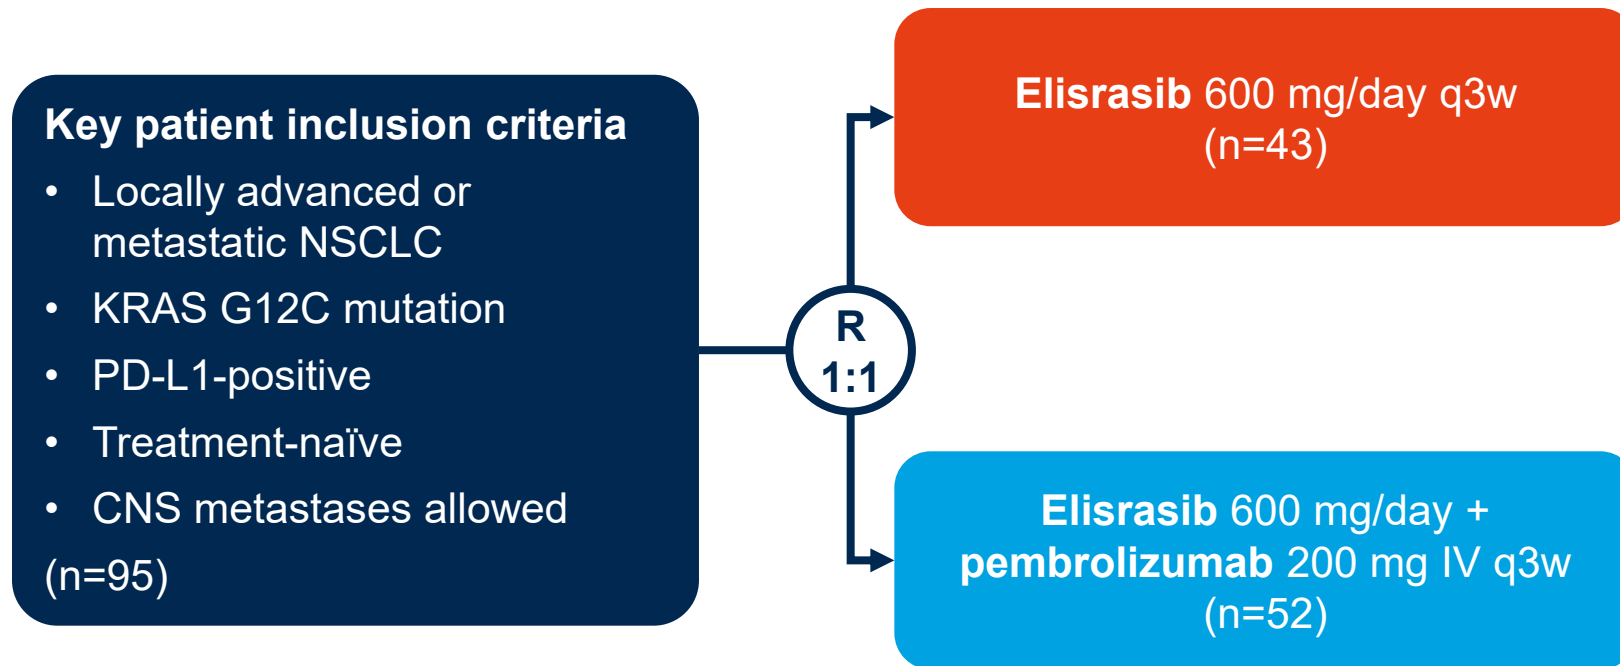 Key patient inclusion criteria
• Locally advanced or
metastatic NSCLC
• KRAS G12C mutation
• PD-L1-positive
• Treatment-naïve
• CNS metastases allowed
(n=95)
R
1:1
Elisrasib 600 mg/day q3w
(n=43)
Elisrasib 600 mg/day +
pembrolizumab 200 mg IV q3w
(n=52)